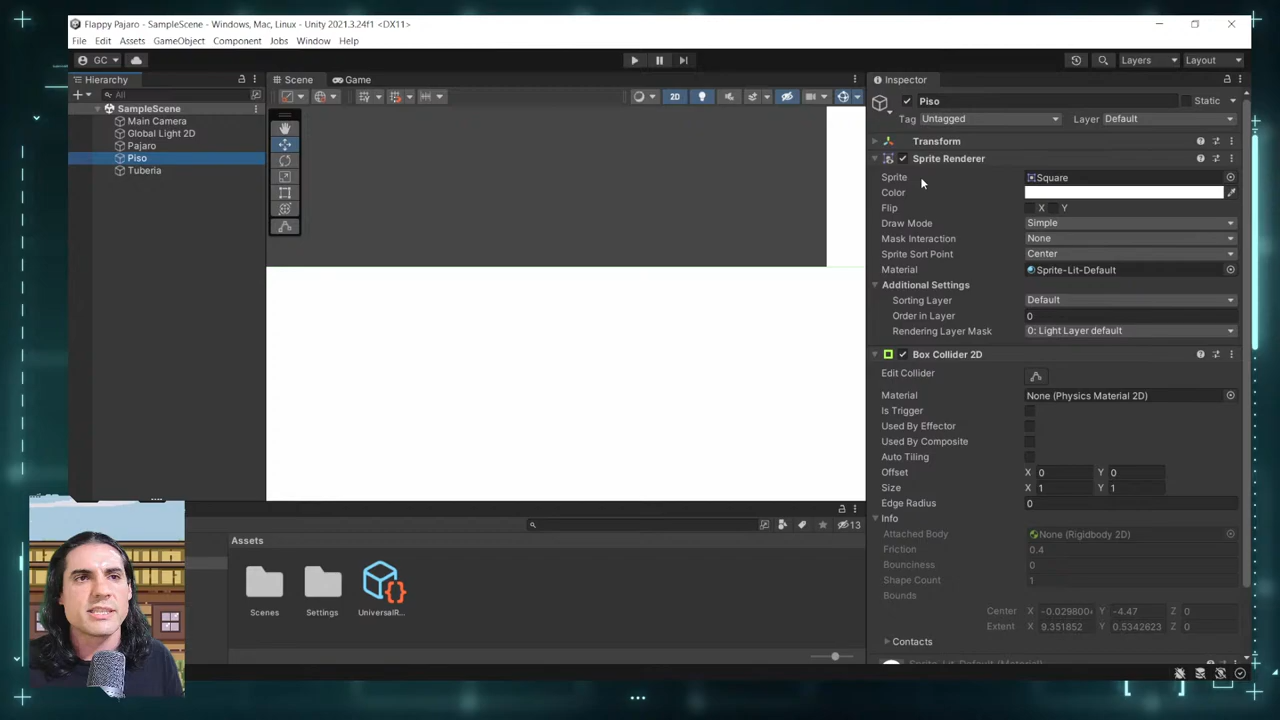 Flappy Pajaro - SampleScene - Windows, Mac, Linux - Unity 2021.3.24f1 <DX11>
File Edit Assets GameObject Component Jobs Window Help
GC Layers Layout
Hierarchy
All
SampleScene
Main Camera
Global Light 2D
Pajaro
Piso
Tuberia
Scene Game
2D
Inspector
Piso Static
Tag Untagged Layer Default
Transform
Sprite Renderer
Sprite Square
Color
Flip X Y
Draw Mode Simple
Mask Interaction None
Sprite Sort Point Center
Material Sprite-Lit-Default
Additional Settings
Sorting Layer Default
Order in Layer 0
Rendering Layer Mask 0: Light Layer default
Box Collider 2D
Edit Collider
Material None (Physics Material 2D)
Is Trigger
Used By Effector
Used By Composite
Auto Tiling
Offset X 0 Y 0
Size X 1 Y 1
Edge Radius 0
Info
Attached Body None (Rigidbody 2D)
Friction 0.4
Bounciness 0
Shape Count 1
Bounds
Center X -0.029800 Y -4.47 Z 0
Extent X 9.351852 Y 0.5342623 Z 0
Contacts
Sprite-Lit-Default (Material)
13
Assets
Scenes Settings UniversalR...